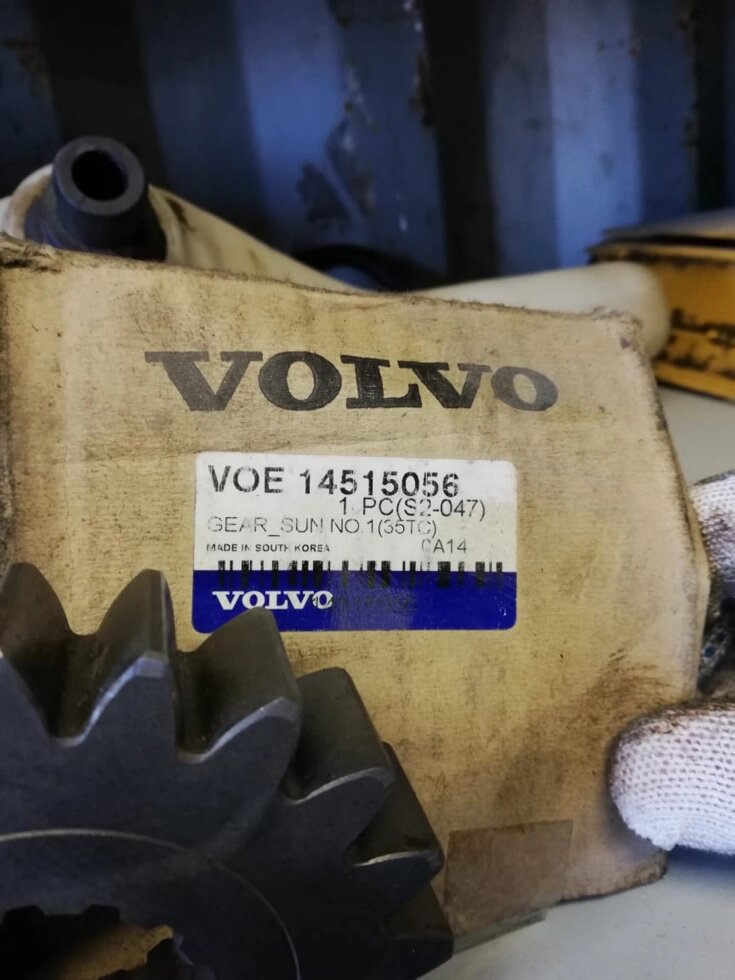 VOLVO
VOE 14515056
1 PC(S2-047)
GEAR_SUN NO.1(35TC)
MADE IN SOUTH KOREA
CA14
VOLVO